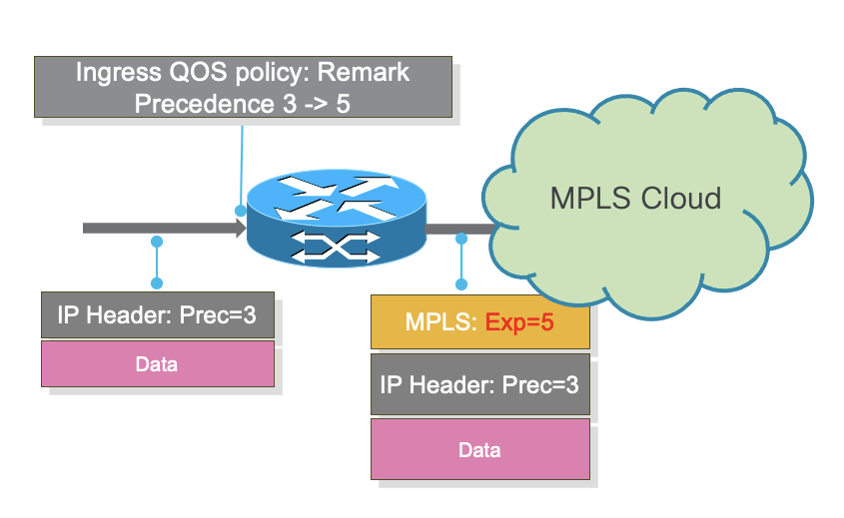 Ingress QOS policy: Remark
Precedence 3 -> 5
MPLS Cloud
IP Header: Prec=3
Data
MPLS: Exp=5
IP Header: Prec=3
Data